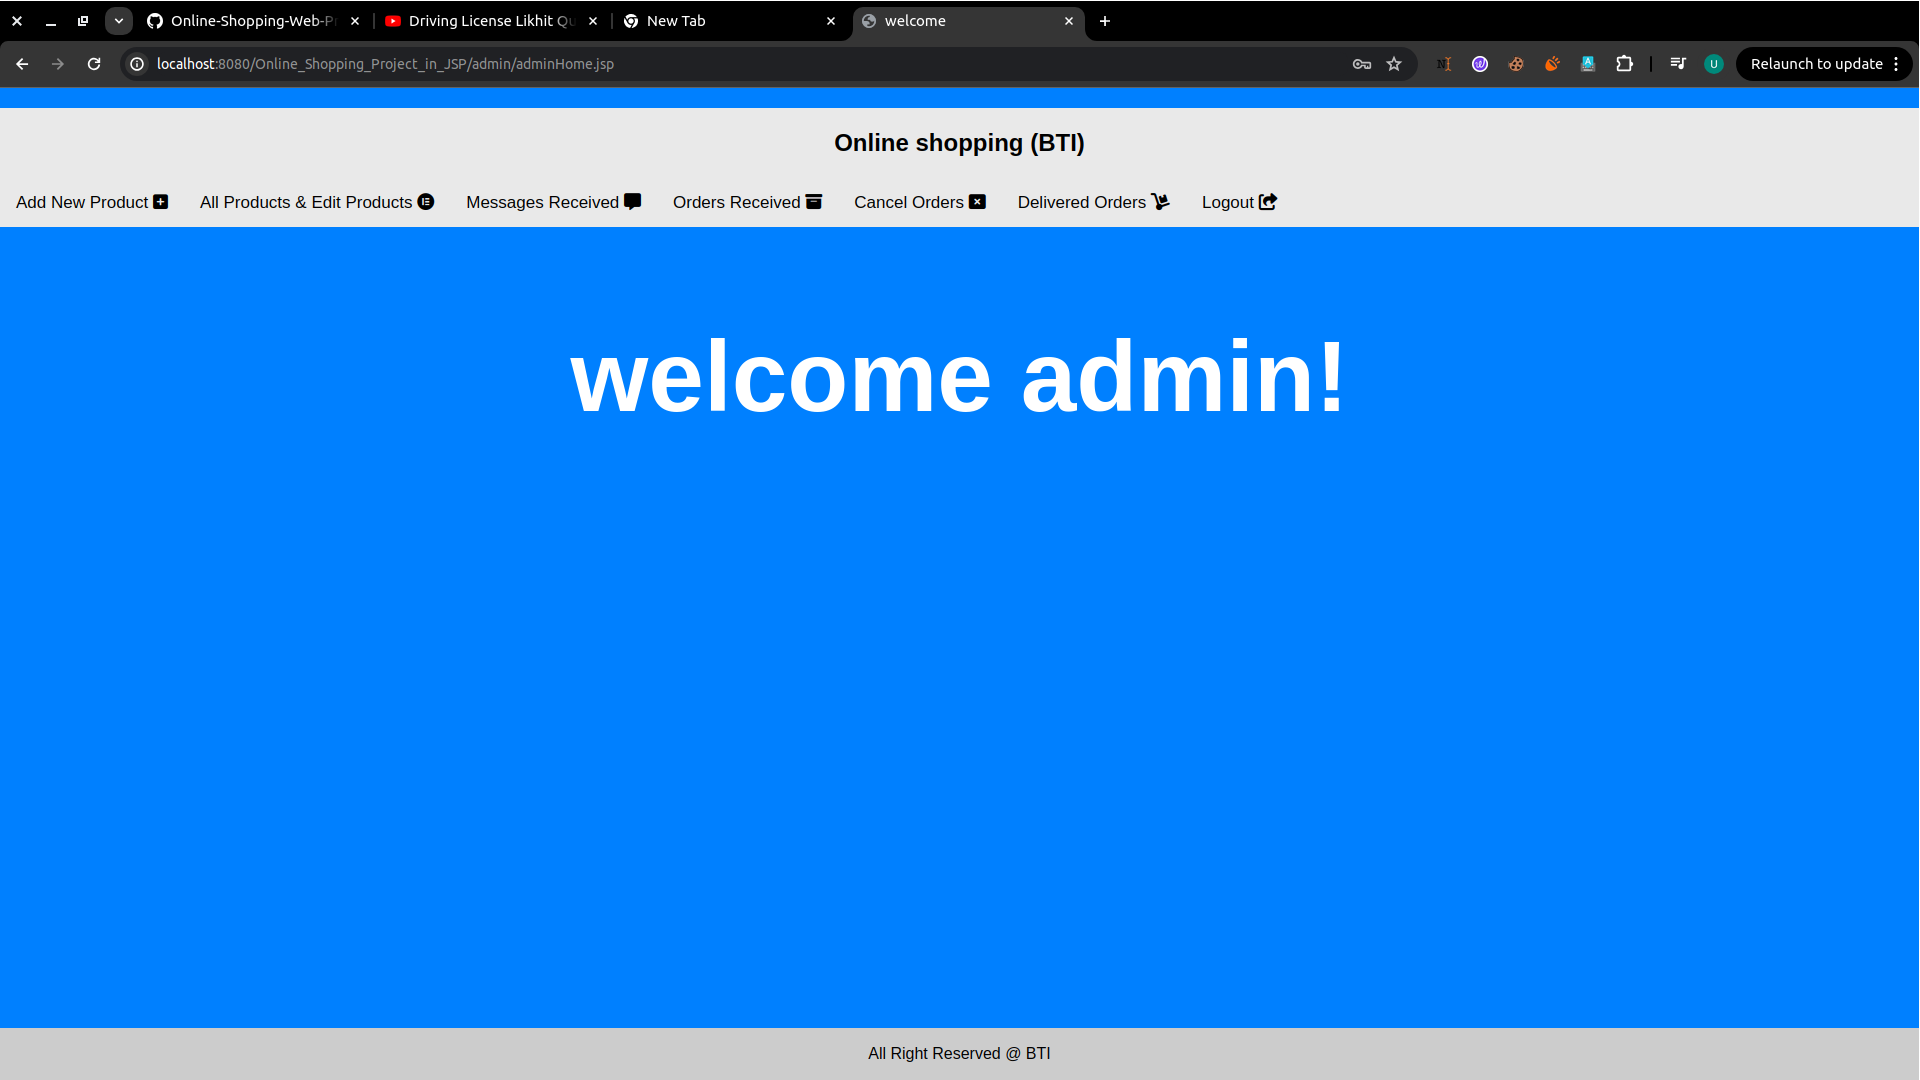 Online-Shopping-Web-Pr
Driving License Likhit Qu
New Tab
welcome
localhost:8080/Online_Shopping_Project_in_JSP/admin/adminHome.jsp
U
Relaunch to update
Online shopping (BTI)
Add New Product
All Products & Edit Products
Messages Received
Orders Received
Cancel Orders
Delivered Orders
Logout
welcome admin!
All Right Reserved @ BTI